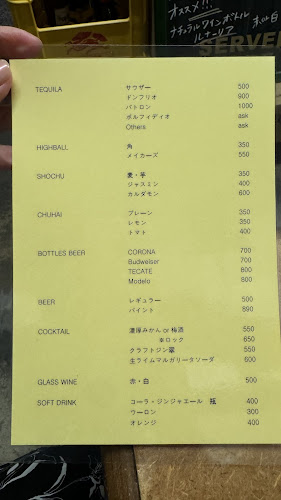 オススメ!!!
ナチュラルワインボトル
ルナーリア
SERVE
TEQUILA サウザー 500
ドンフリオ 900
パトロン 1000
ポルフィディオ ask
Others ask
HIGHBALL 角 350
メイカーズ 550
SHOCHU 麦・芋 350
ジャスミン 400
カルダモン 600
CHUHAI プレーン 350
レモン 350
トマト 400
BOTTLES BEER CORONA 700
Budweiser 700
TECATE 800
Modelo 800
BEER レギュラー 500
パイント 890
COCKTAIL 濃厚みかん or 梅酒 550
※ロック 650
クラフトジン翠 550
生ライムマルガリータソーダ 600
GLASS WINE 赤・白 500
SOFT DRINK コーラ・ジンジャエール 瓶 400
ウーロン 300
オレンジ 400